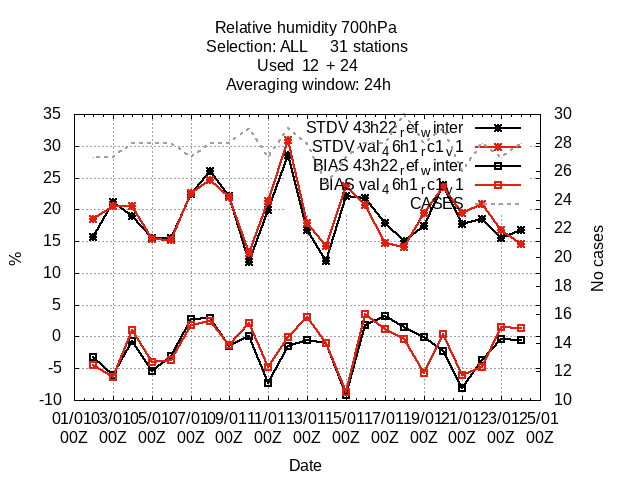 Relative humidity 700hPa
Selection: ALL 31 stations
Used 12 + 24
Averaging window: 24h
35 30
30 28
25 26
20 24
15 22
10 20
5 18
0 16
-5 14
-10 12
10
%
No cases
STDV 43h22refwinter
STDV val46h1rc1v1
BIAS 43h22refwinter
BIAS val46h1rc1v1
CASES
01/01 03/01 05/01 07/01 09/01 11/01 13/01 15/01 17/01 19/01 21/01 23/01 25/01
00Z 00Z 00Z 00Z 00Z 00Z 00Z 00Z 00Z 00Z 00Z 00Z 00Z
Date